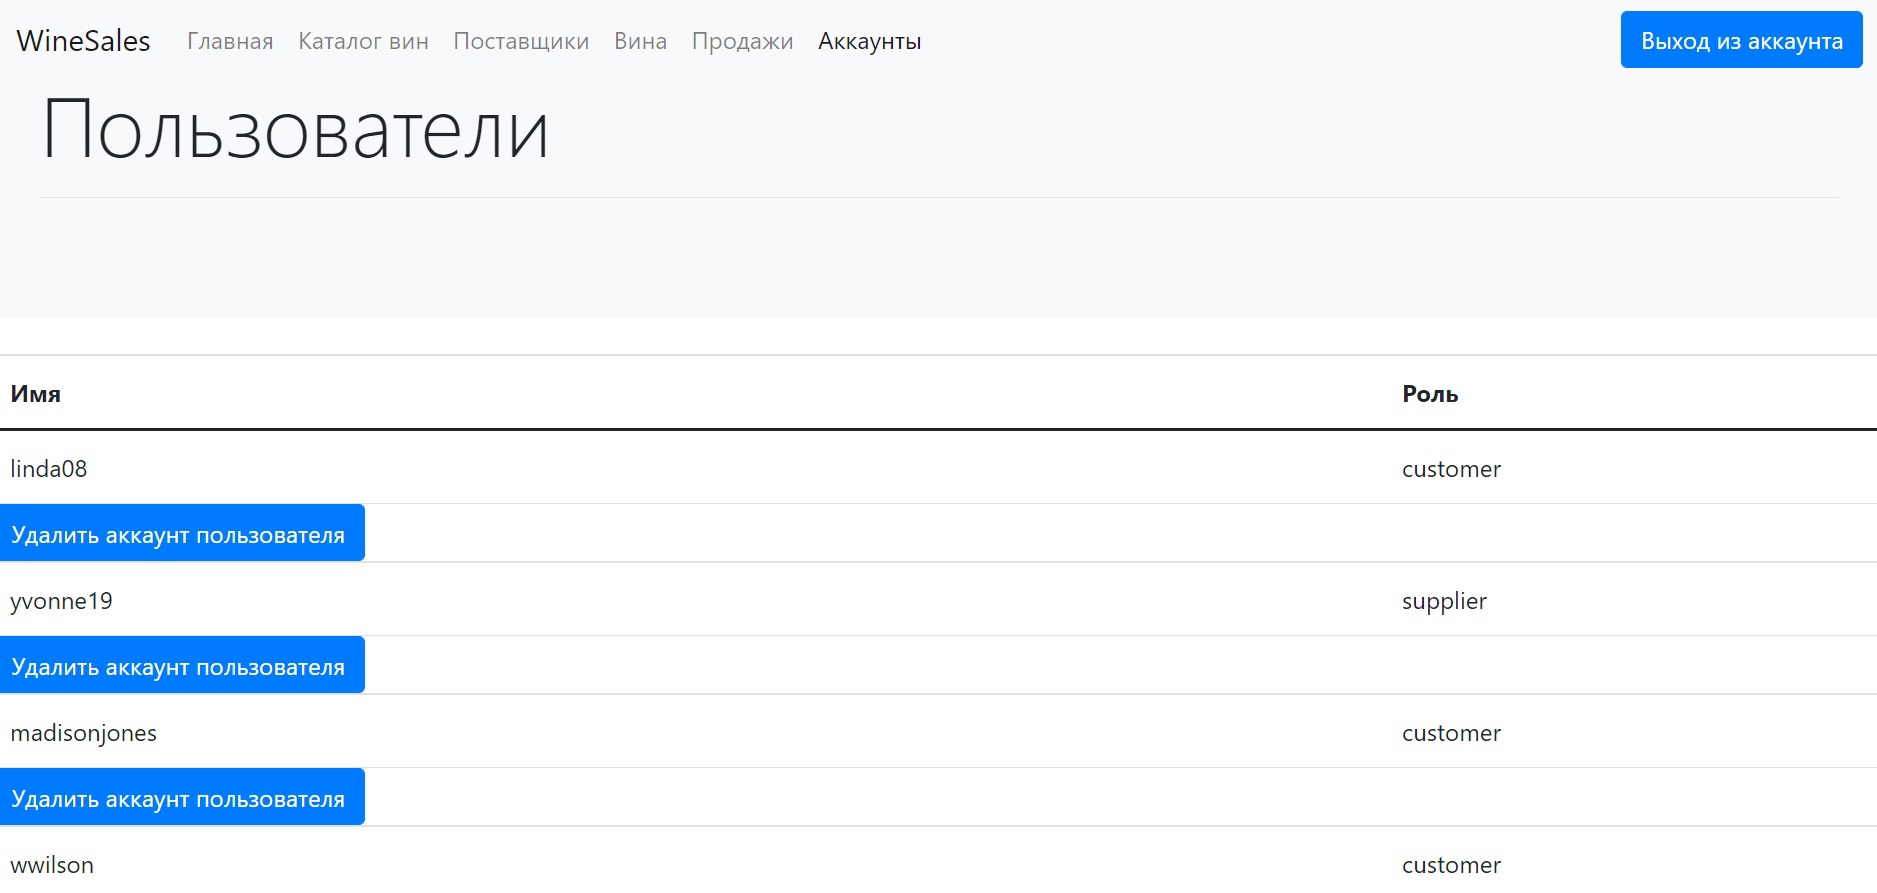 WineSales Главная Каталог вин Поставщики Вина Продажи Аккаунты Выход из аккаунта
Пользователи
Имя Роль
linda08 customer
Удалить аккаунт пользователя
yvonne19 supplier
Удалить аккаунт пользователя
madisonjones customer
Удалить аккаунт пользователя
wwilson customer